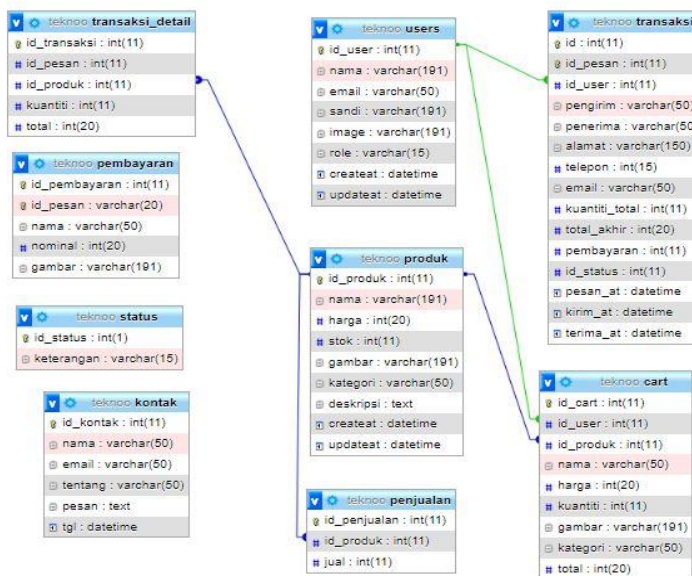 teknoo transaksi_detail
id_transaksi : int(11)
id_pesan : int(11)
id_produk : int(11)
kuantiti : int(11)
total : int(20)
teknoo pembayaran
id_pembayaran : int(11)
id_pesan : varchar(20)
nama : varchar(50)
nominal : int(20)
gambar : varchar(191)
teknoo status
id_status : int(1)
keterangan : varchar(15)
teknoo kontak
id_kontak : int(11)
nama : varchar(50)
email : varchar(50)
tentang : varchar(50)
pesan : text
tgl : datetime
teknoo users
id_user : int(11)
nama : varchar(191)
email : varchar(50)
sandi : varchar(191)
image : varchar(191)
role : varchar(15)
createat : datetime
updateat : datetime
teknoo produk
id_produk : int(11)
nama : varchar(191)
harga : int(20)
stok : int(11)
gambar : varchar(191)
kategori : varchar(50)
deskripsi : text
createat : datetime
updateat : datetime
teknoo penjualan
id_penjualan : int(11)
id_produk : int(11)
jual : int(11)
teknoo transaksi
id : int(11)
id_pesan : int(11)
id_user : int(11)
pengirim : varchar(50)
penerima : varchar(50
alamat : varchar(150)
telepon : int(15)
email : varchar(50)
kuantiti_total : int(11)
total_akhir : int(20)
pembayaran : int(11)
id_status : int(11)
pesan_at : datetime
kirim_at : datetime
terima_at : datetime
teknoo cart
id_cart : int(11)
id_user : int(11)
id_produk : int(11)
nama : varchar(50)
harga : int(20)
kuantiti : int(11)
gambar : varchar(191)
kategori : varchar(50)
total : int(20)